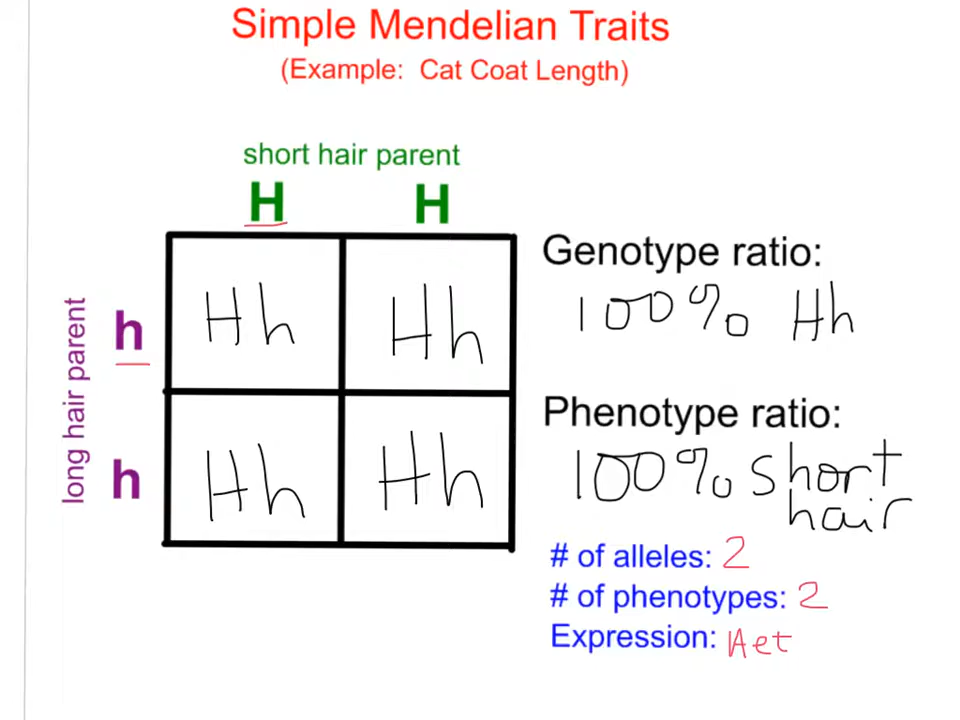 Simple Mendelian Traits
(Example: Cat Coat Length)
short hair parent
H H
long hair parent
h
Hh Hh
h
Hh Hh
Genotype ratio:
100% Hh
Phenotype ratio:
100% short
hair
# of alleles: 2
# of phenotypes: 2
Expression: Het